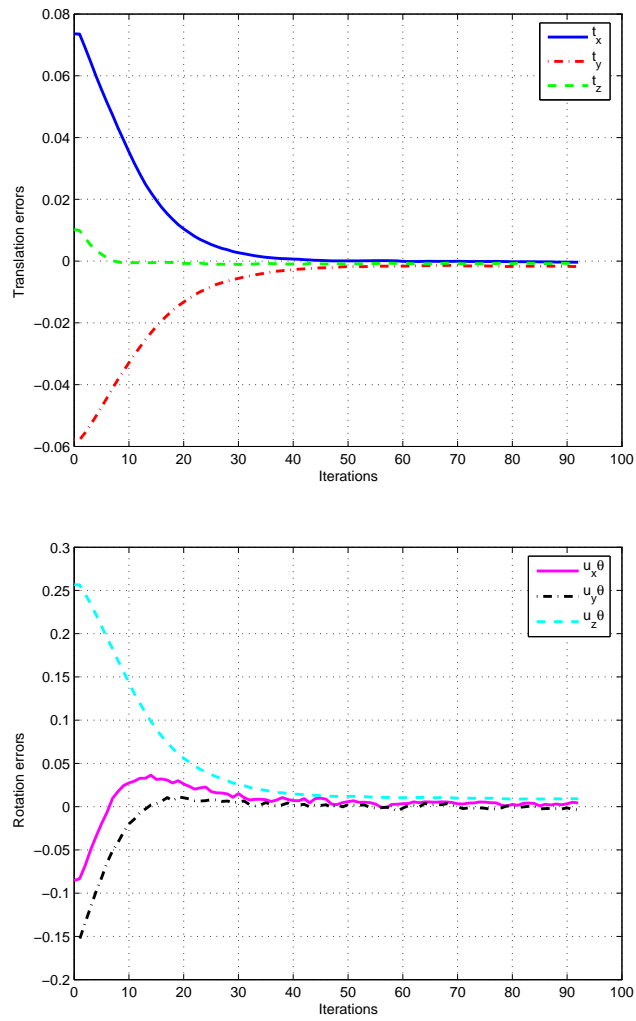 0.08
0.06
0.04
0.02
0
−0.02
−0.04
−0.06
Translation errors
0 10 20 30 40 50 60 70 80 90 100
Iterations
t_x
t_y
t_z
0.3
0.25
0.2
0.15
0.1
0.05
0
−0.05
−0.1
−0.15
−0.2
Rotation errors
0 10 20 30 40 50 60 70 80 90 100
Iterations
u_xθ
u_yθ
u_zθ